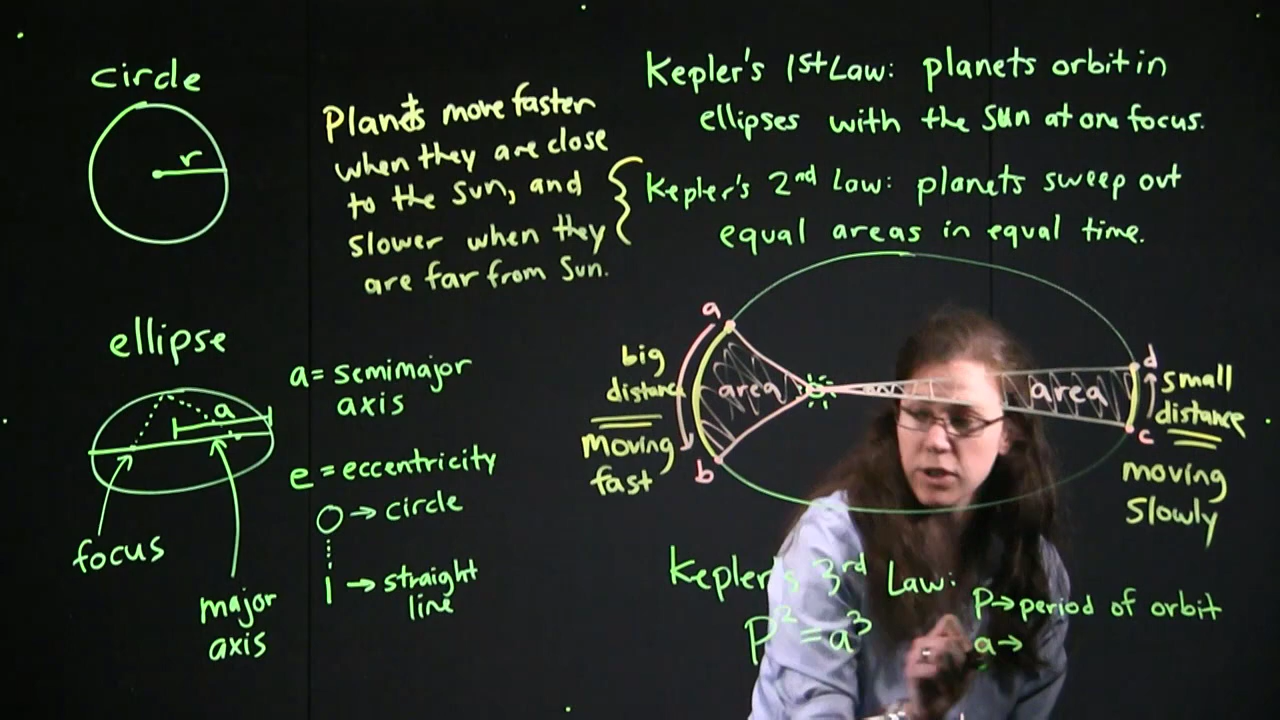 circle
r
Planets move faster
when they are close
to the sun, and
slower when they
are far from Sun.
Kepler's 1st Law: planets orbit in
ellipses with the Sun at one focus.
Kepler's 2nd Law: planets sweep out
equal areas in equal time.
ellipse
a
focus
major
axis
a = semimajor
axis
e = eccentricity
0 → circle
1 → straight
line
a
b
big
distance
moving
fast
area
area
d
c
small
distance
moving
slowly
Kepler's 3rd Law:
P² = a³
P → period of orbit
a →